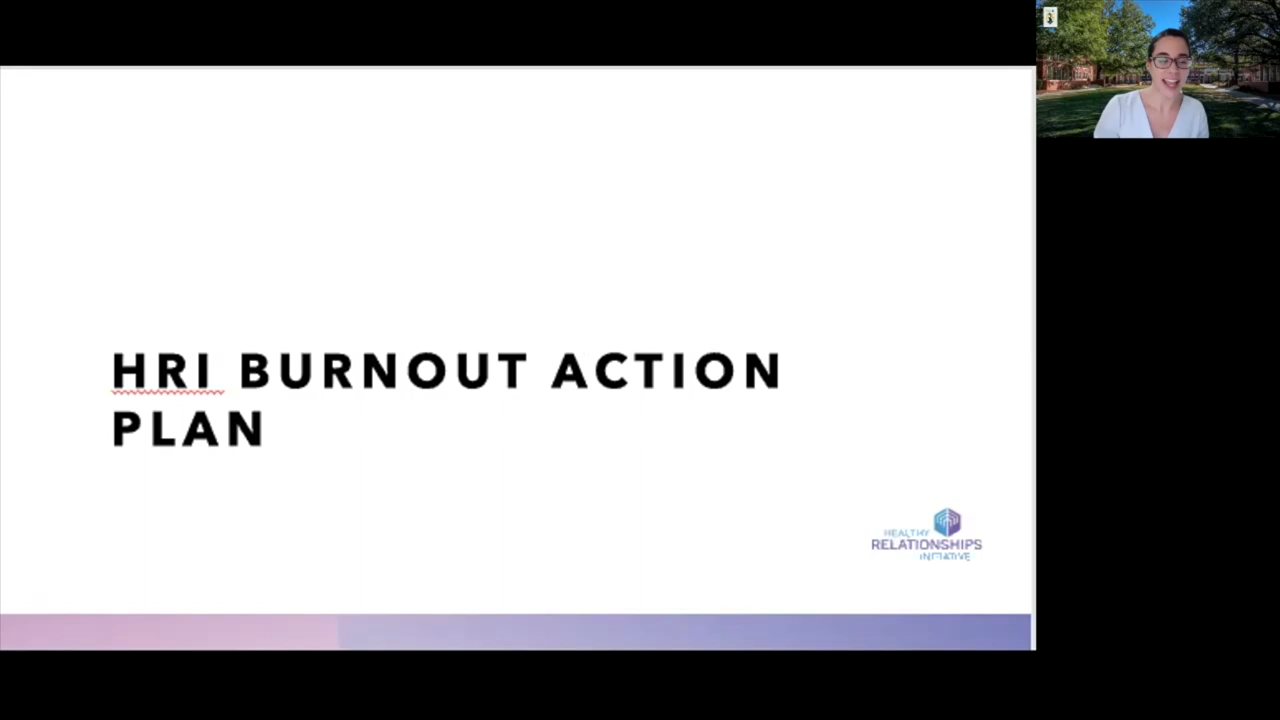 HRI BURNOUT ACTION
PLAN
HEALTHY
RELATIONSHIPS
INITIATIVE